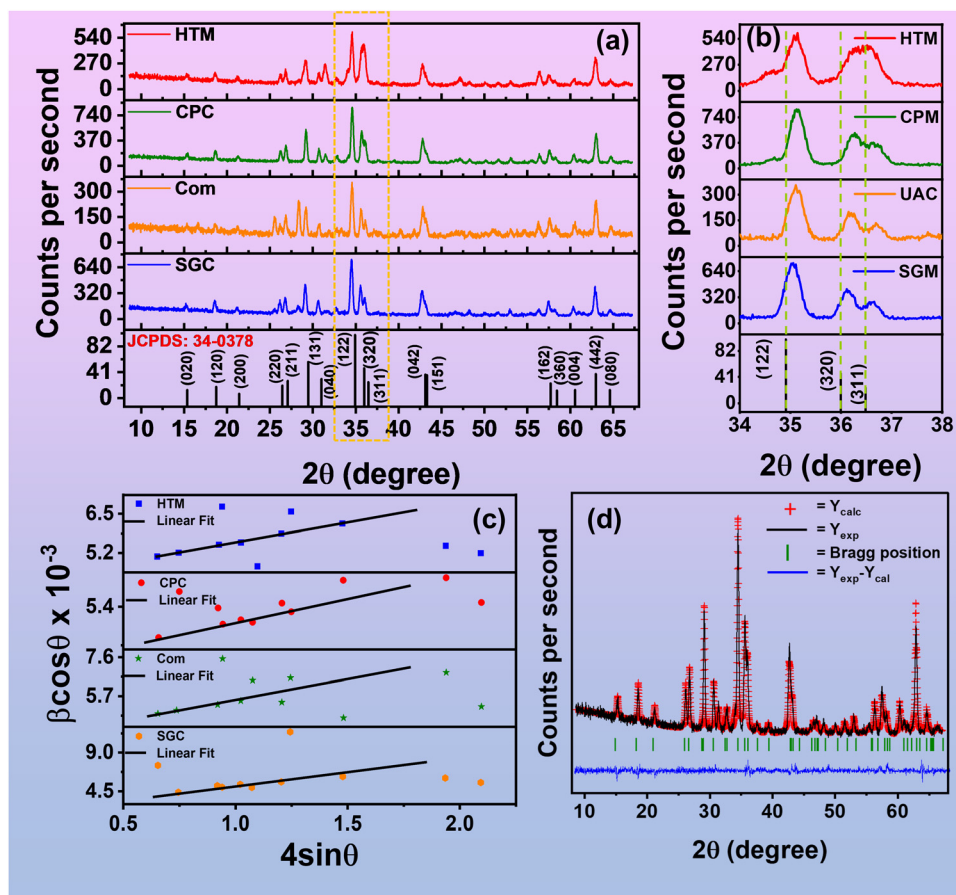 (a)
HTM
540
270
0
CPC
740
370
0
Com
300
150
0
SGC
640
320
0
JCPDS: 34-0378
82
41
0
(020)
(120)
(200)
(220)
(211)
(131)
(040)
(122)
(320)
(311)
(042)
(151)
(162)
(360)
(004)
(442)
(080)
10 15 20 25 30 35 40 45 50 55 60 65
2θ (degree)
Counts per second
(b)
HTM
540
270
0
CPM
740
370
0
UAC
300
150
0
SGM
640
320
0
82
41
0
(122)
(320)
(311)
34 35 36 37 38
2θ (degree)
Counts per second
(c)
HTM
Linear Fit
6.5
5.2
CPC
Linear Fit
5.4
Com
Linear Fit
7.6
5.7
SGC
Linear Fit
9.0
4.5
0.5 1.0 1.5 2.0
4sinθ
βcosθ x 10-3
(d)
= Ycalc
= Yexp
= Bragg position
= Yexp-Ycal
10 20 30 40 50 60
2θ (degree)
Counts per second